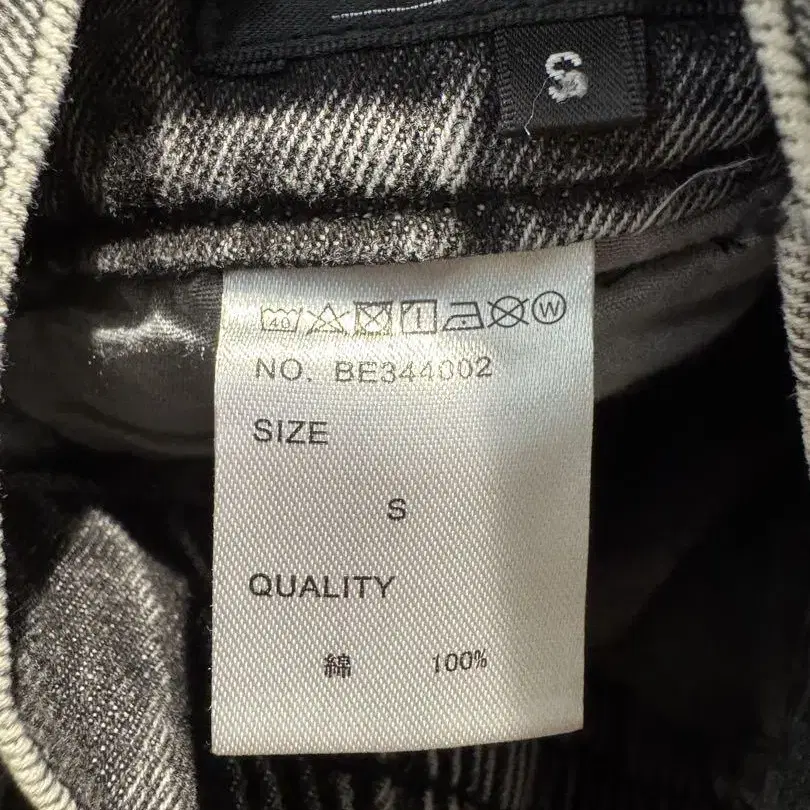 S
40 W
NO. BE344002
SIZE
S
QUALITY
綿 100%